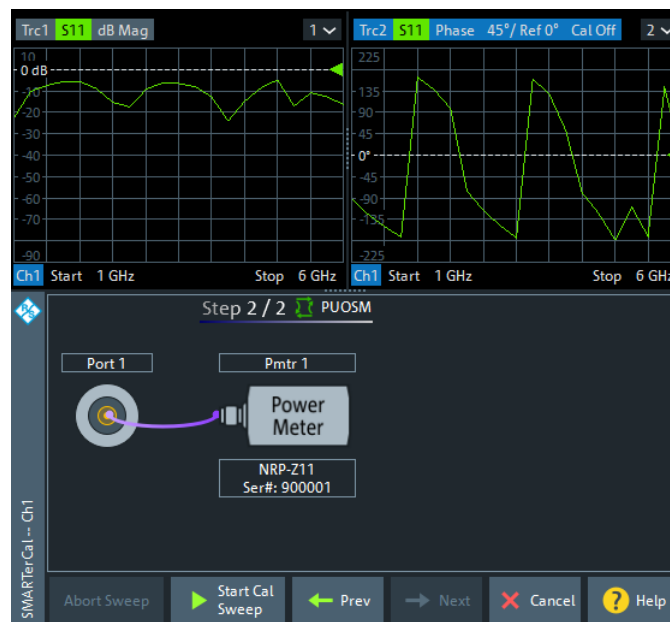 Trc1 S11 dB Mag 1
10
0 dB
-10
-20
-30
-40
-50
-60
-70
-90
Ch1 Start 1 GHz Stop 6 GHz
Trc2 S11 Phase 45°/ Ref 0° Cal Off 2
225
135
90
45
0°
-45
-90
-135
-225
Ch1 Start 1 GHz Stop 6 GHz
SMARTerCal -- Ch1
Step 2 / 2 PUOSM
Port 1
Pmtr 1
Power
Meter
NRP-Z11
Ser#: 900001
Abort Sweep
Start Cal
Sweep
Prev
Next
Cancel
Help